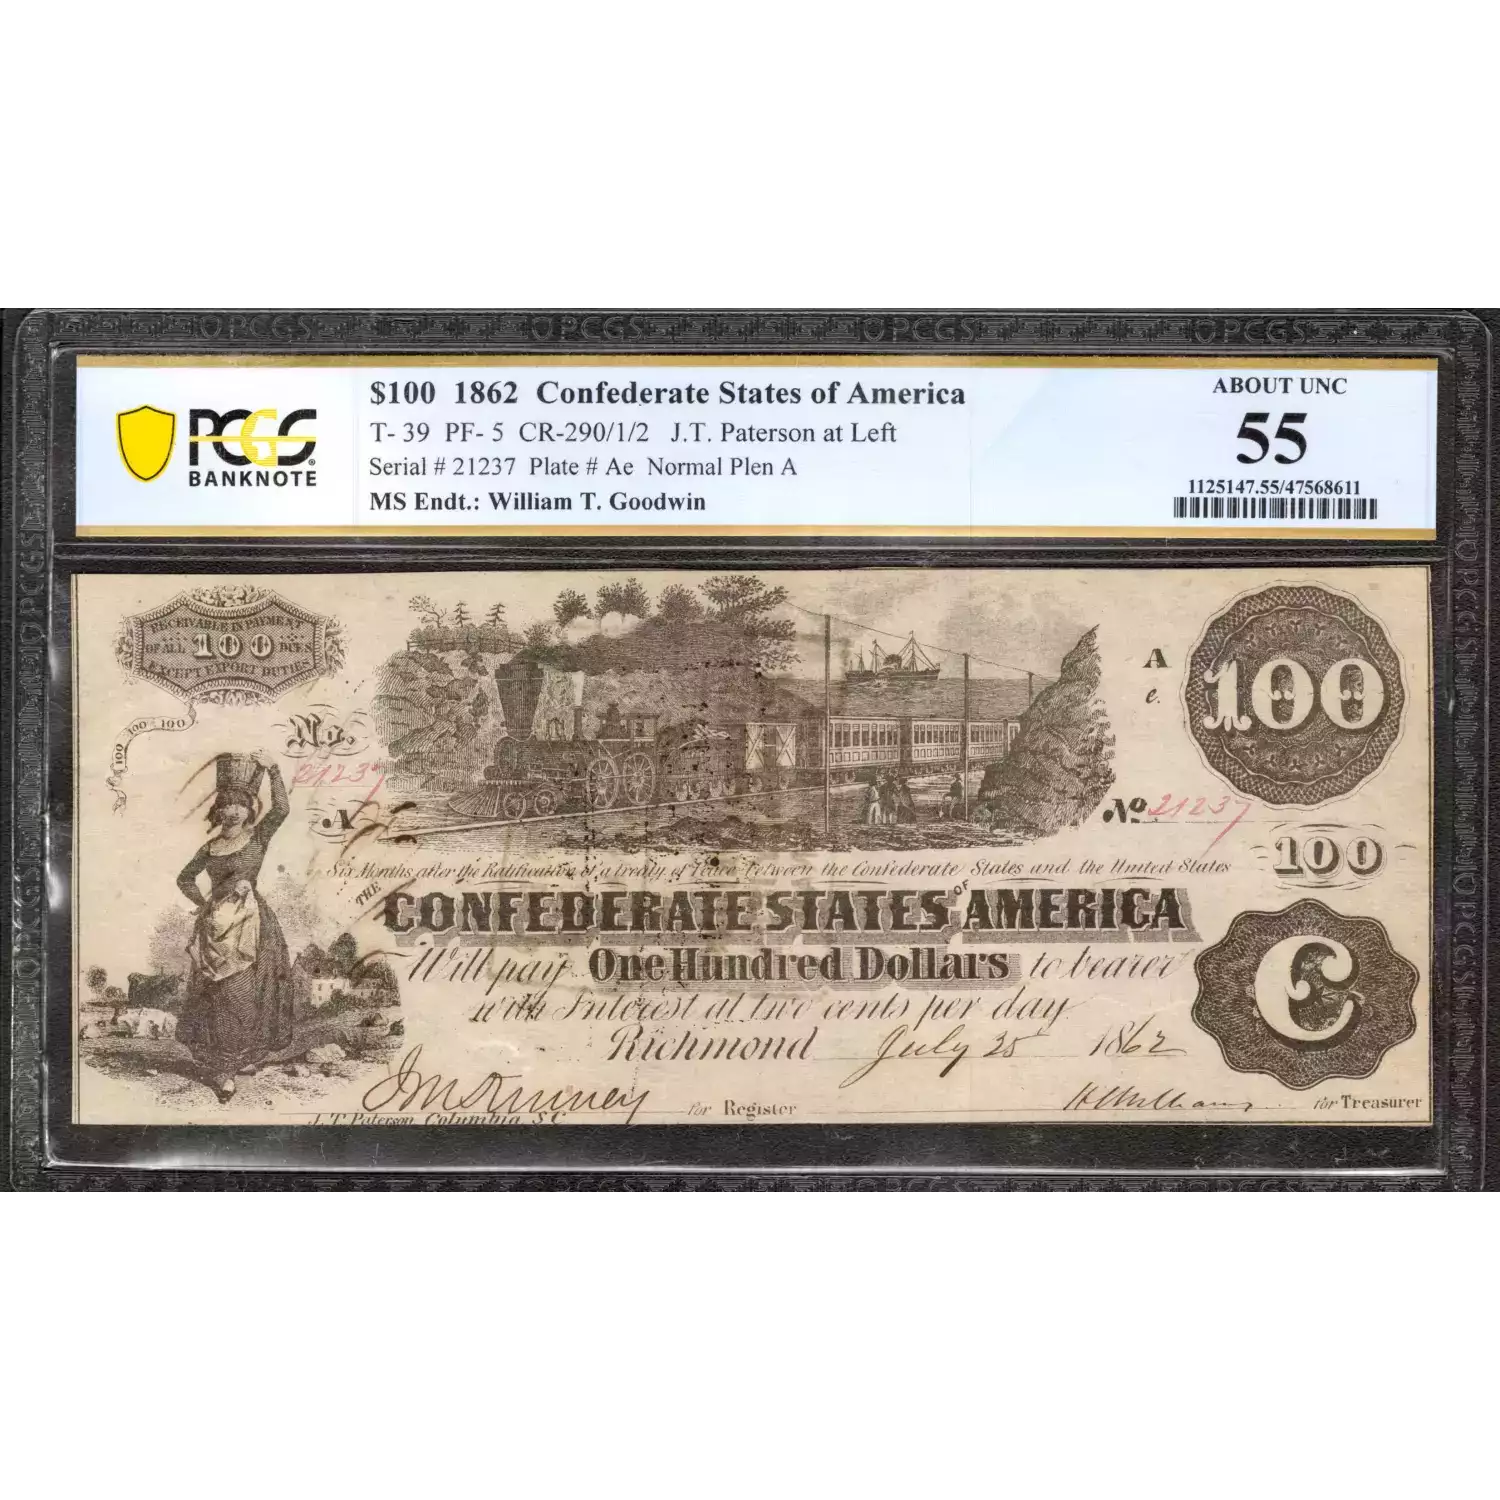 PCGS PCGS PCGS PCGS
PCGS
BANKNOTE
$100 1862 Confederate States of America
T- 39 PF- 5 CR-290/1/2 J.T. Paterson at Left
Serial # 21237 Plate # Ae Normal Plen A
MS Endt.: William T. Goodwin
ABOUT UNC
55
1125147.55/47568611
RECEIVABLE IN PAYMENT
OF ALL 100 DUES
EXCEPT EXPORT DUTIES
100 100 100
No.
21237
A
A
e.
100
No 21237
100
Six Months after the Ratification of a treaty of Peace between the Confederate States and the United States
THE
CONFEDERATE STATES OF AMERICA
Will pay One Hundred Dollars to bearer
with Interest at two cents per day.
Richmond July 25 1862
C
for Register
for Treasurer
J.T. Paterson Columbia S.C